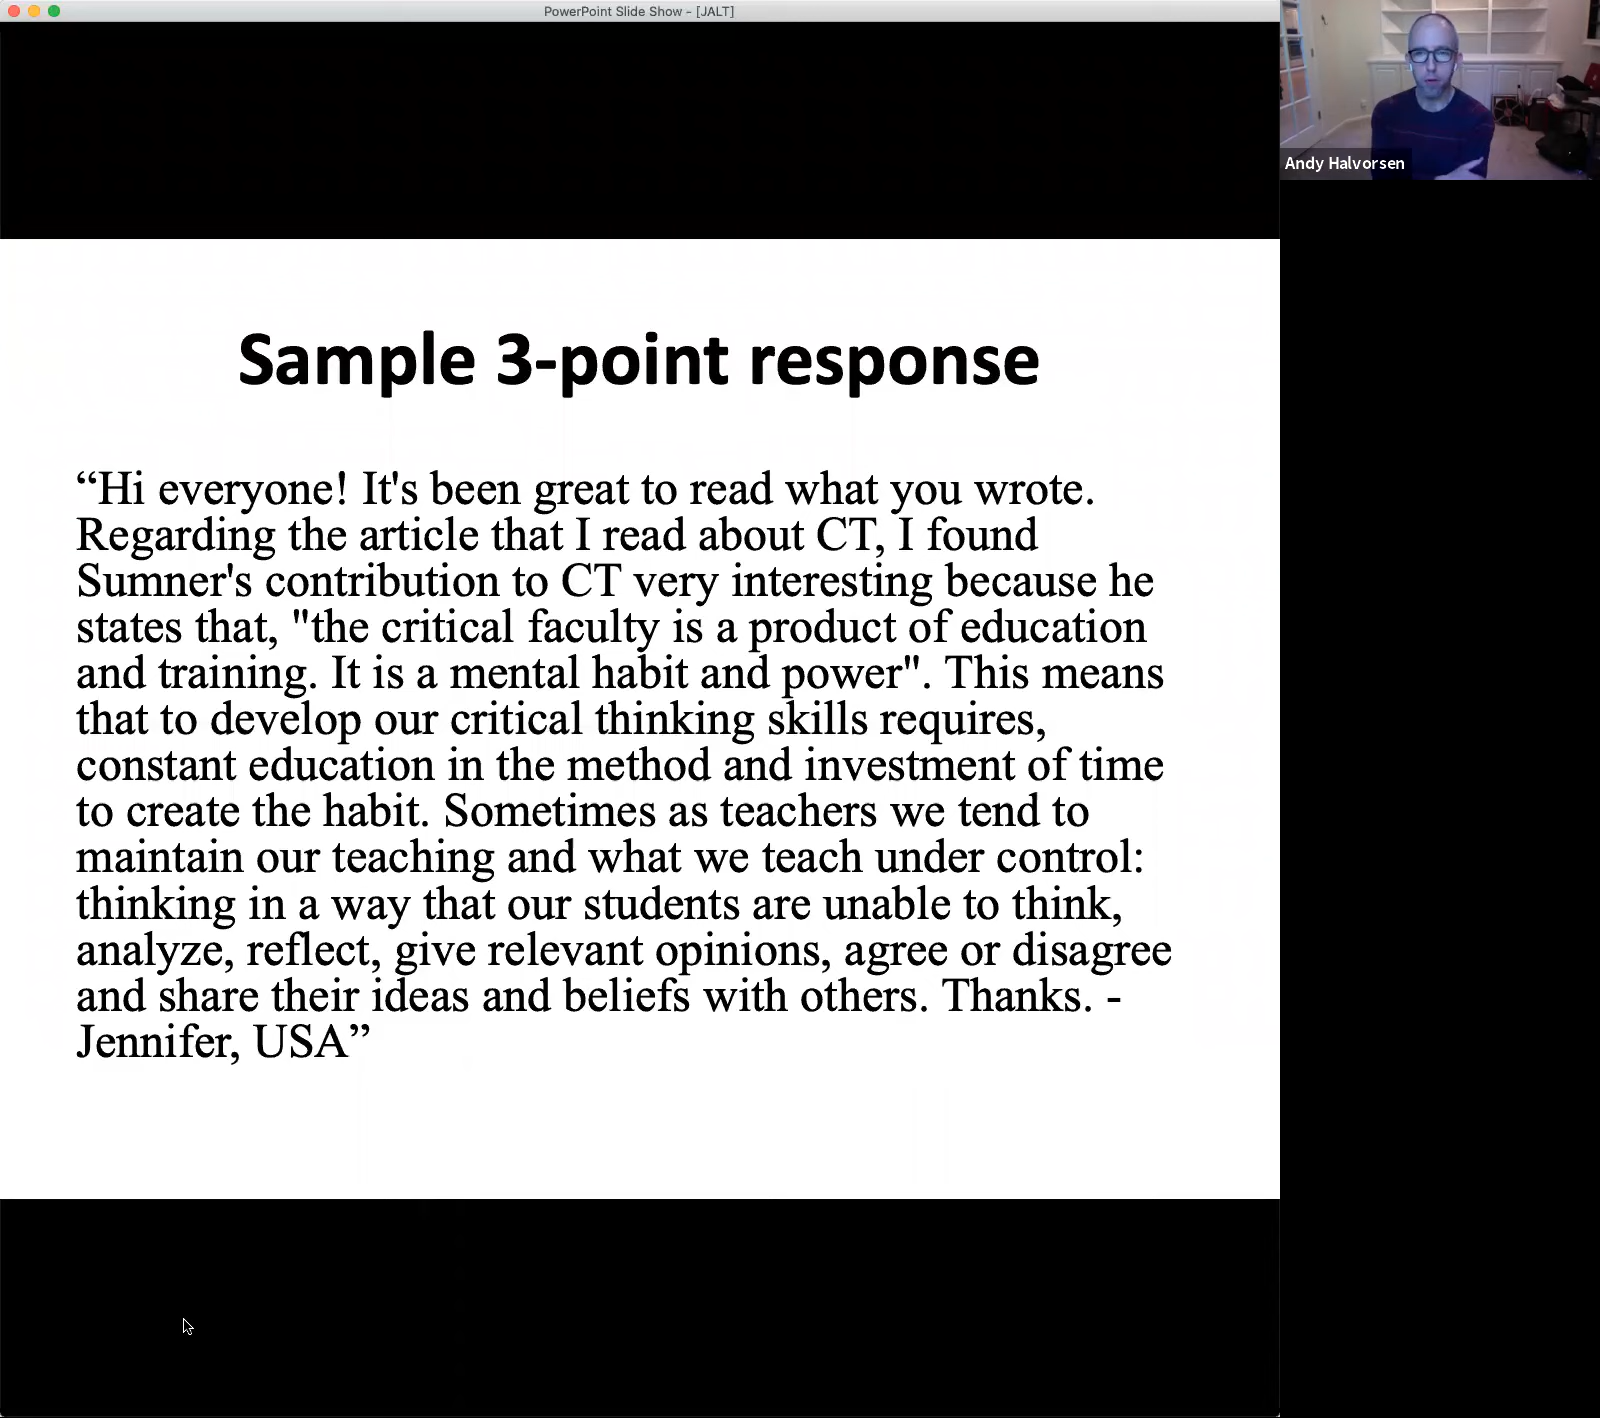 PowerPoint Slide Show - [JALT]
Andy Halvorsen
Sample 3-point response
“Hi everyone! It's been great to read what you wrote.
Regarding the article that I read about CT, I found
Sumner's contribution to CT very interesting because he
states that, "the critical faculty is a product of education
and training. It is a mental habit and power". This means
that to develop our critical thinking skills requires,
constant education in the method and investment of time
to create the habit. Sometimes as teachers we tend to
maintain our teaching and what we teach under control:
thinking in a way that our students are unable to think,
analyze, reflect, give relevant opinions, agree or disagree
and share their ideas and beliefs with others. Thanks. -
Jennifer, USA”